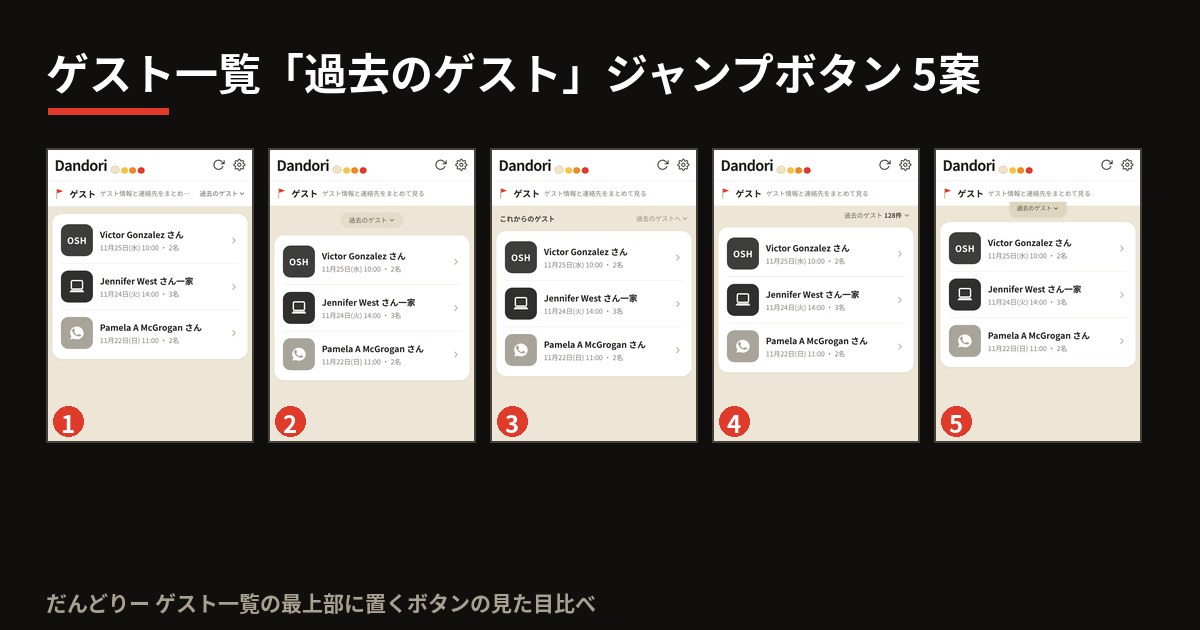 ゲスト一覧「過去のゲスト」ジャンプボタン 5案
Dandori
ゲスト ゲスト情報と連絡先をまとめ… 過去のゲスト
OSH
Victor Gonzalez さん
11月25日(水) 10:00 ・ 2名
Jennifer West さん一家
11月24日(火) 14:00 ・ 3名
Pamela A McGrogan さん
11月22日(日) 11:00 ・ 2名
1
Dandori
ゲスト ゲスト情報と連絡先をまとめて見る
過去のゲスト
OSH
Victor Gonzalez さん
11月25日(水) 10:00 ・ 2名
Jennifer West さん一家
11月24日(火) 14:00 ・ 3名
Pamela A McGrogan さん
11月22日(日) 11:00 ・ 2名
2
Dandori
ゲスト ゲスト情報と連絡先をまとめて見る
これからのゲスト 過去のゲストへ
OSH
Victor Gonzalez さん
11月25日(水) 10:00 ・ 2名
Jennifer West さん一家
11月24日(火) 14:00 ・ 3名
Pamela A McGrogan さん
11月22日(日) 11:00 ・ 2名
3
Dandori
ゲスト ゲスト情報と連絡先をまとめて見る
過去のゲスト 128件
OSH
Victor Gonzalez さん
11月25日(水) 10:00 ・ 2名
Jennifer West さん一家
11月24日(火) 14:00 ・ 3名
Pamela A McGrogan さん
11月22日(日) 11:00 ・ 2名
4
Dandori
ゲスト ゲスト情報と連絡先をまとめて見る
過去のゲスト
OSH
Victor Gonzalez さん
11月25日(水) 10:00 ・ 2名
Jennifer West さん一家
11月24日(火) 14:00 ・ 3名
Pamela A McGrogan さん
11月22日(日) 11:00 ・ 2名
5
だんどりー ゲスト一覧の最上部に置くボタンの見た目比べ